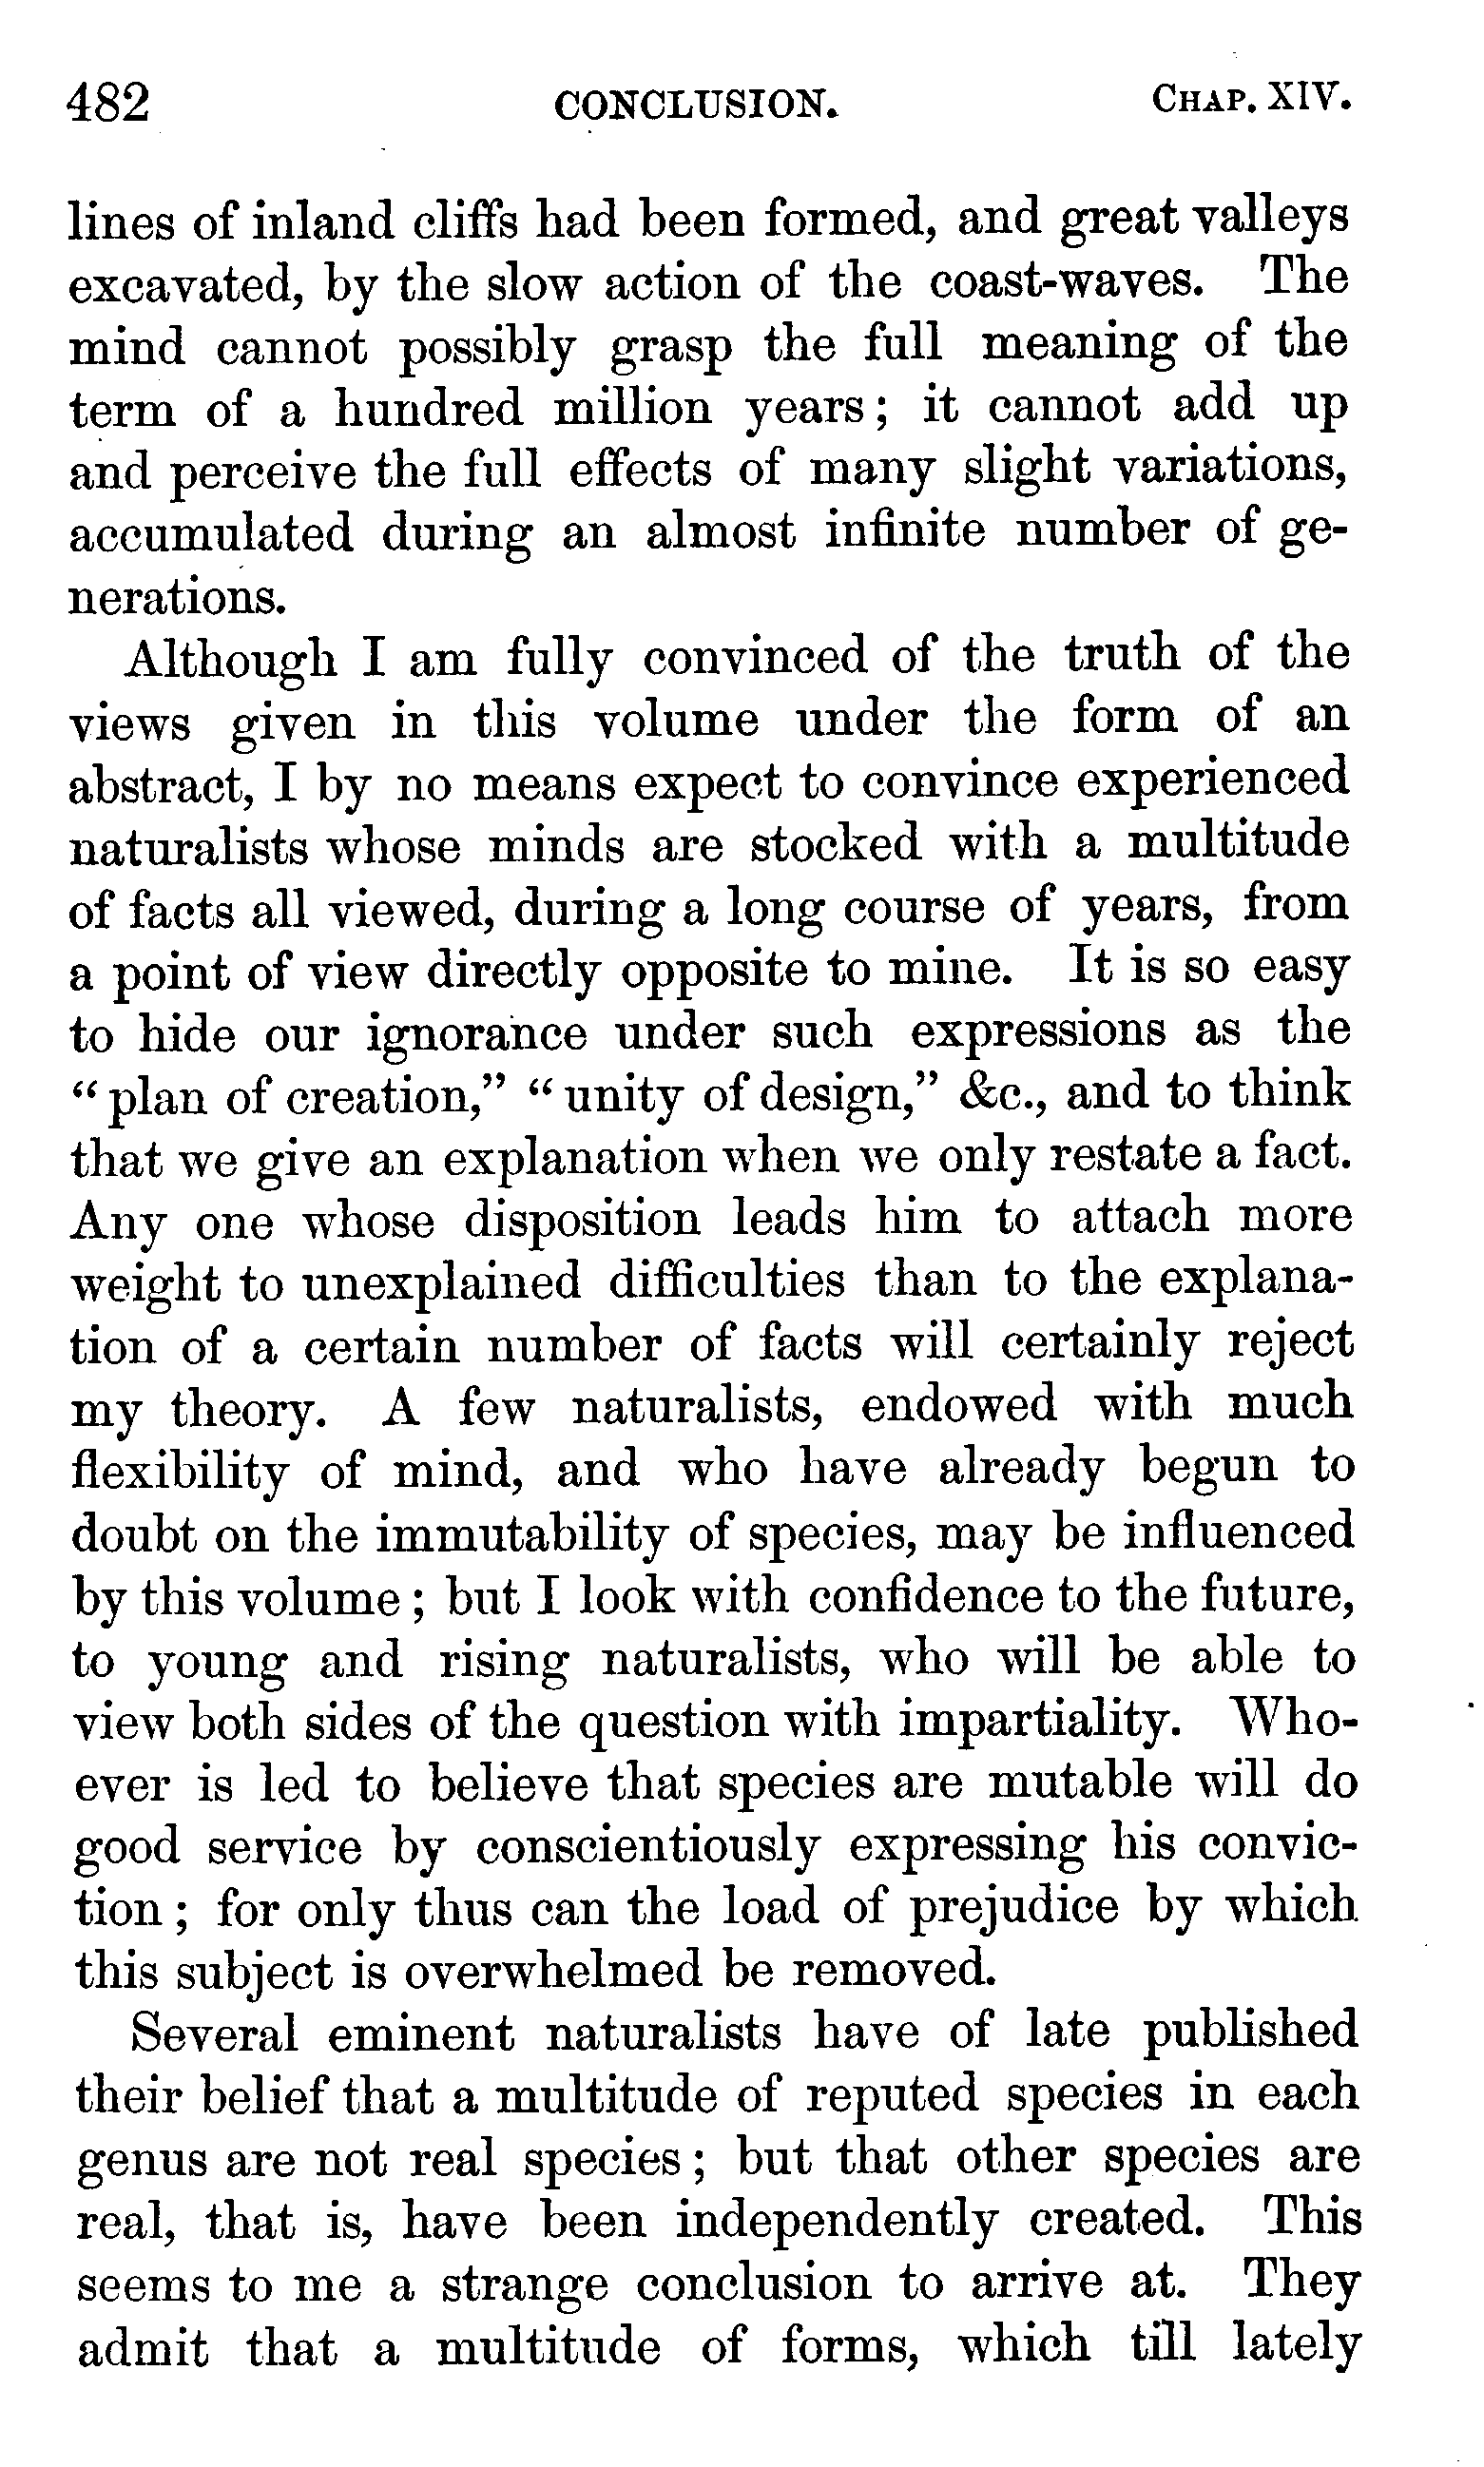 482 CONCLUSION. CHAP. XIV.
lines of inland cliffs had been formed, and great valleys
excavated, by the slow action of the coast-waves. The
mind cannot possibly grasp the full meaning of the
term of a hundred million years; it cannot add up
and perceive the full effects of many slight variations,
accumulated during an almost infinite number of ge-
nerations.
Although I am fully convinced of the truth of the
views given in this volume under the form of an
abstract, I by no means expect to convince experienced
naturalists whose minds are stocked with a multitude
of facts all viewed, during a long course of years, from
a point of view directly opposite to mine. It is so easy
to hide our ignorance under such expressions as the
“plan of creation,” “unity of design,” &c., and to think
that we give an explanation when we only restate a fact.
Any one whose disposition leads him to attach more
weight to unexplained difficulties than to the explana-
tion of a certain number of facts will certainly reject
my theory. A few naturalists, endowed with much
flexibility of mind, and who have already begun to
doubt on the immutability of species, may be influenced
by this volume; but I look with confidence to the future,
to young and rising naturalists, who will be able to
view both sides of the question with impartiality. Who-
ever is led to believe that species are mutable will do
good service by conscientiously expressing his convic-
tion; for only thus can the load of prejudice by which
this subject is overwhelmed be removed.
Several eminent naturalists have of late published
their belief that a multitude of reputed species in each
genus are not real species; but that other species are
real, that is, have been independently created. This
seems to me a strange conclusion to arrive at. They
admit that a multitude of forms, which till lately